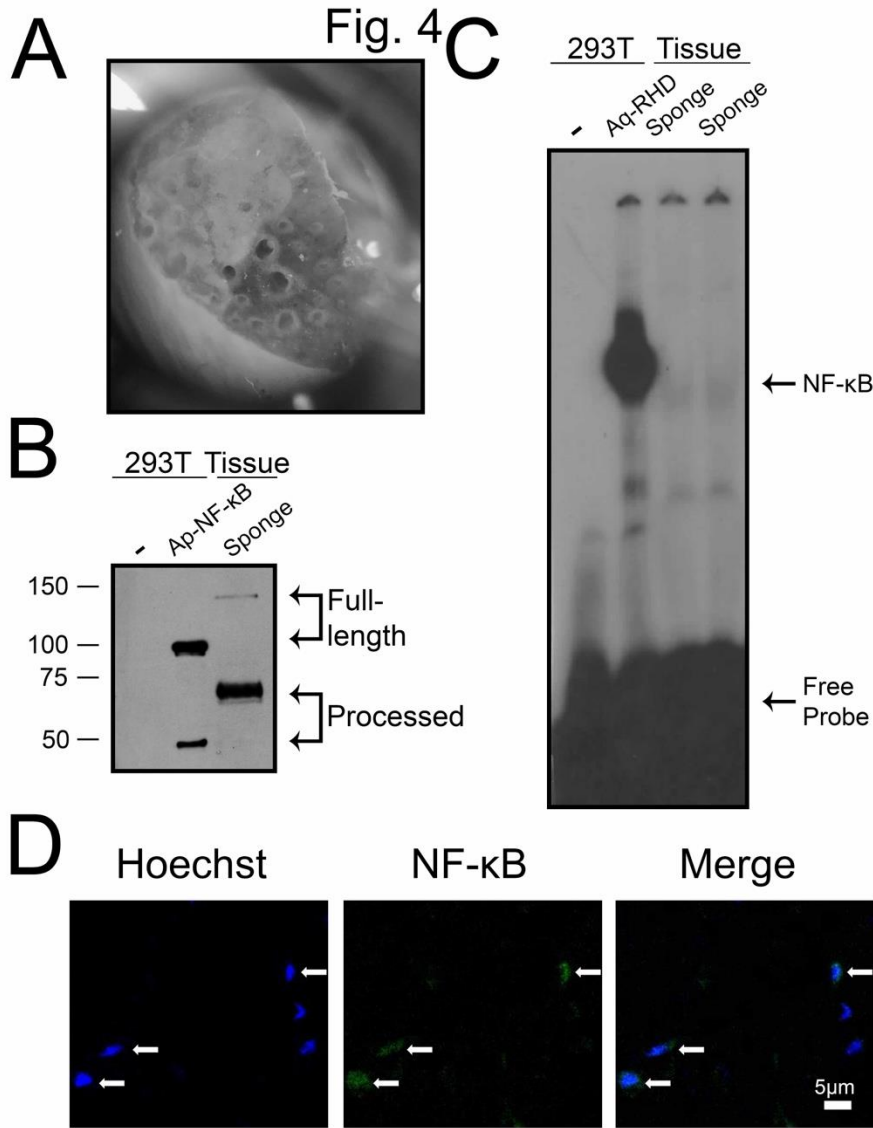 Fig. 4
A
B
293T Tissue
- Ap-NF-κB Sponge
150 —
100 —
75 —
50 —
Full-
length
Processed
C
293T Tissue
- Aq-RHD Sponge Sponge
NF-κB
Free
Probe
D
Hoechst NF-κB Merge
5μm